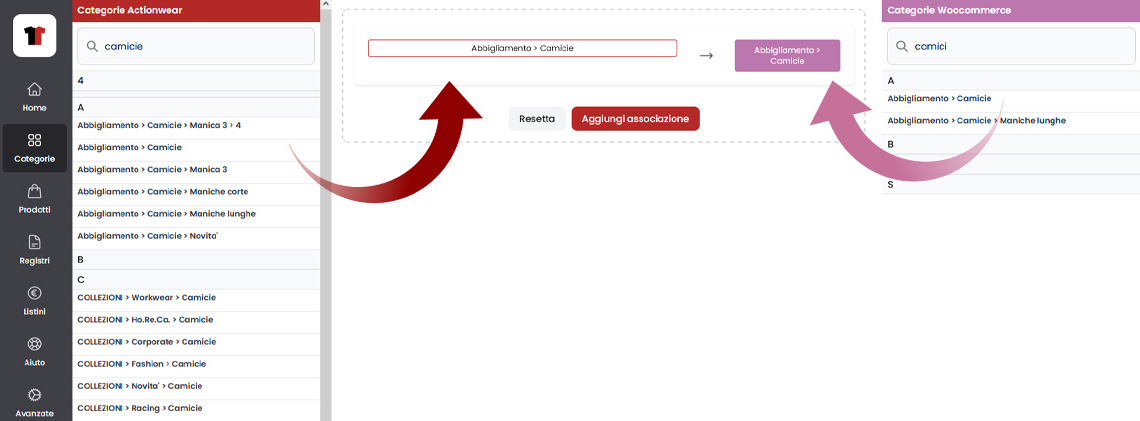 Home
Categorie
Prodotti
Registri
Listini
Aiuto
Avanzate
Categorie Actionwear
camicie
4
A
Abbigliamento > Camicie > Manica 3 > 4
Abbigliamento > Camicie
Abbigliamento > Camicie > Manica 3
Abbigliamento > Camicie > Maniche corte
Abbigliamento > Camicie > Maniche lunghe
Abbigliamento > Camicie > Novita'
B
C
COLLEZIONI > Workwear > Camicie
COLLEZIONI > Ho.Re.Ca. > Camicie
COLLEZIONI > Corporate > Camicie
COLLEZIONI > Fashion > Camicie
COLLEZIONI > Novita' > Camicie
COLLEZIONI > Racing > Camicie
Abbigliamento > Camicie
→
Abbigliamento >
Camicie
Resetta
Aggiungi associazione
Categorie Woocommerce
camici
A
Abbigliamento > Camicie
Abbigliamento > Camicie > Maniche lunghe
B
S